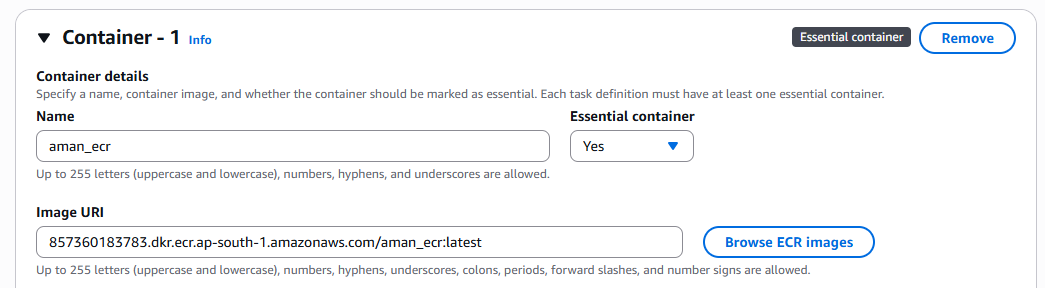 Container - 1 Info
Essential container
Remove
Container details
Specify a name, container image, and whether the container should be marked as essential. Each task definition must have at least one essential container.
Name
Essential container
aman_ecr
Yes
Up to 255 letters (uppercase and lowercase), numbers, hyphens, and underscores are allowed.
Image URI
857360183783.dkr.ecr.ap-south-1.amazonaws.com/aman_ecr:latest
Browse ECR images
Up to 255 letters (uppercase and lowercase), numbers, hyphens, underscores, colons, periods, forward slashes, and number signs are allowed.